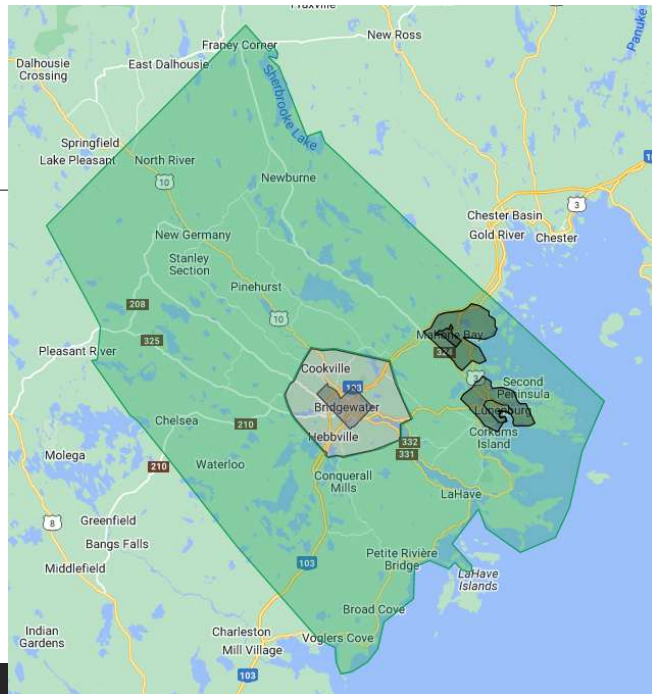 Fraxville
Franey Corner
New Ross
Dalhousie
Crossing
East Dalhousie
Panuke
Sherbrooke Lake
Springfield
Lake Pleasant
North River
10
Newburne
3
Chester Basin
Gold River
Chester
New Germany
Stanley
Section
Pinehurst
208
10
325
Mahone Bay
324
Pleasant River
Cookville
103
Second
Peninsula
Bridgewater
Lunenburg
Chelsea
210
Hebbville
332
Corkums
Island
331
Molega
210
Waterloo
Conquerall
Mills
LaHave
8
Greenfield
Bangs Falls
Petite Rivière
Bridge
103
Middlefield
LaHave
Islands
Broad Cove
Indian
Gardens
Charleston
Voglers Cove
Mill Village
103